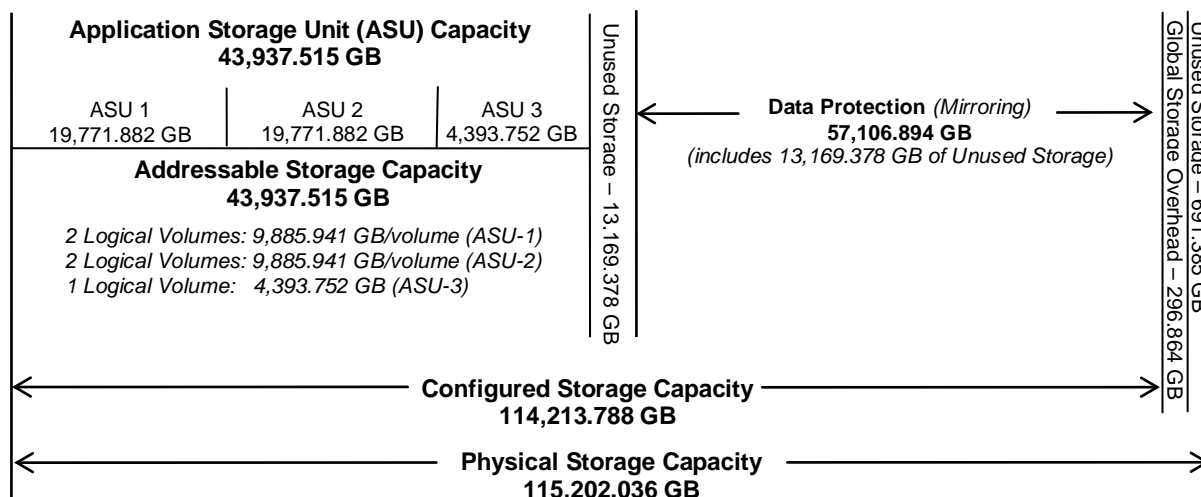 Application Storage Unit (ASU) Capacity
43,937.515 GB
ASU 1
19,771.882 GB
ASU 2
19,771.882 GB
ASU 3
4,393.752 GB
Addressable Storage Capacity
43,937.515 GB
2 Logical Volumes: 9,885.941 GB/volume (ASU-1)
2 Logical Volumes: 9,885.941 GB/volume (ASU-2)
1 Logical Volume: 4,393.752 GB (ASU-3)
Unused Storage – 13.169.378 GB
Data Protection (Mirroring)
57,106.894 GB
(includes 13,169.378 GB of Unused Storage)
Global Storage Overhead – 296.864 GB
Unused Storage – 691.385 GB
Configured Storage Capacity
114,213.788 GB
Physical Storage Capacity
115,202.036 GB